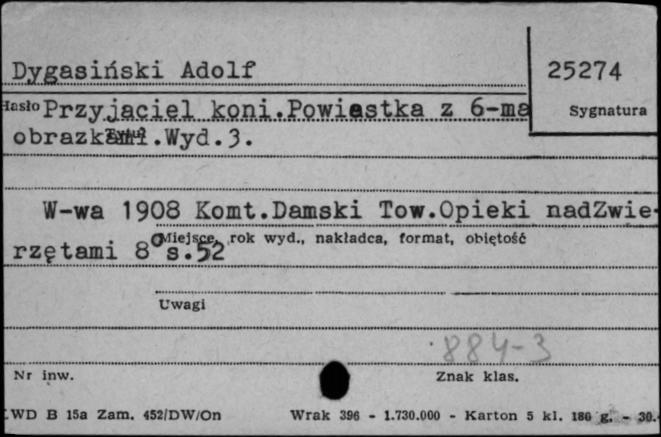 Dygasiński Adolf
25274
Hasło Przyjaciel koni.Powiastka z 6-ma
Sygnatura
obrazkami.Wyd.3.
Tytuł
W-wa 1908 Komt.Damski Tow.Opieki nadZwie-
Miejsce, rok wyd., nakładca, format, obiętość
rzętami 8° s.52
Uwagi
884-3
Nr inw.
Znak klas.
LWD B 15a Zam. 452/DW/On Wrak 396 - 1.730.000 - Karton 5 kl. 180 g. - 30.